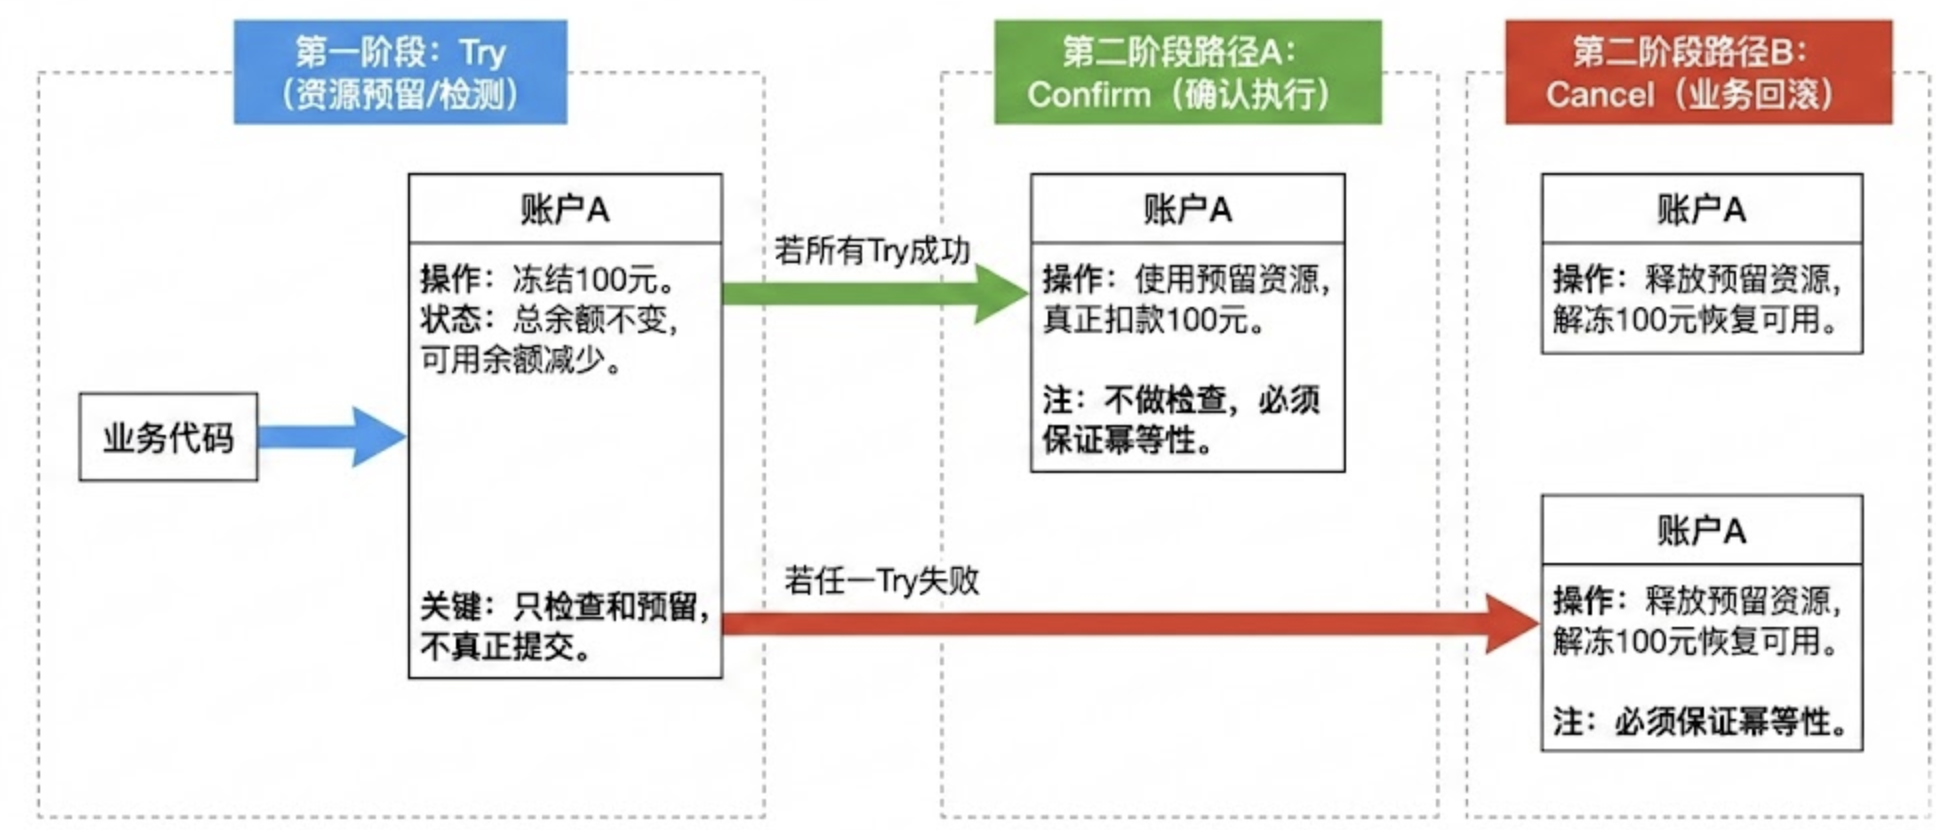 第一阶段：Try
（资源预留/检测）
业务代码
账户A
操作：冻结100元。
状态：总余额不变，
可用余额减少。
关键：只检查和预留，
不真正提交。
若所有Try成功
若任一Try失败
第二阶段路径A：
Confirm（确认执行）
账户A
操作：使用预留资源，
真正扣款100元。
注：不做检查，必须
保证幂等性。
第二阶段路径B：
Cancel（业务回滚）
账户A
操作：释放预留资源，
解冻100元恢复可用。
账户A
操作：释放预留资源，
解冻100元恢复可用。
注：必须保证幂等性。